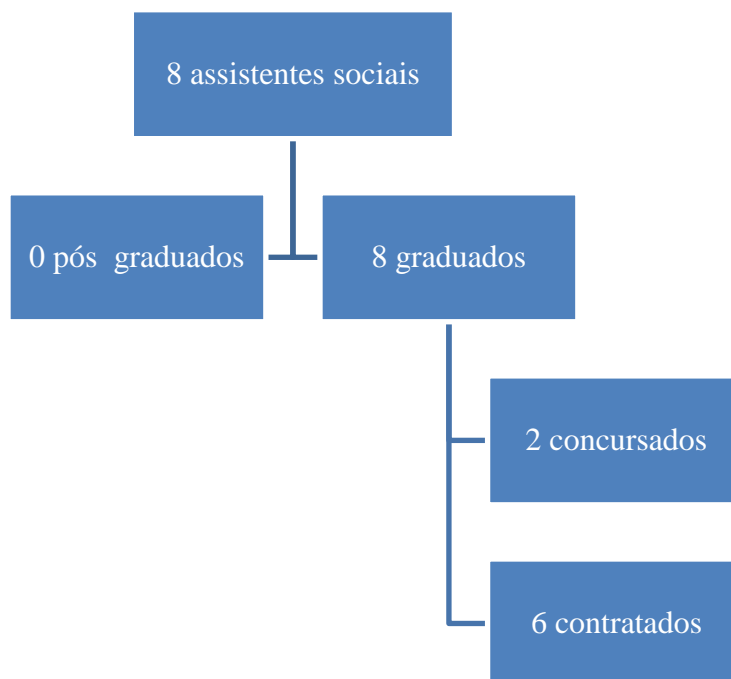 8 assistentes sociais
0 pós graduados
8 graduados
2 concursados
6 contratados